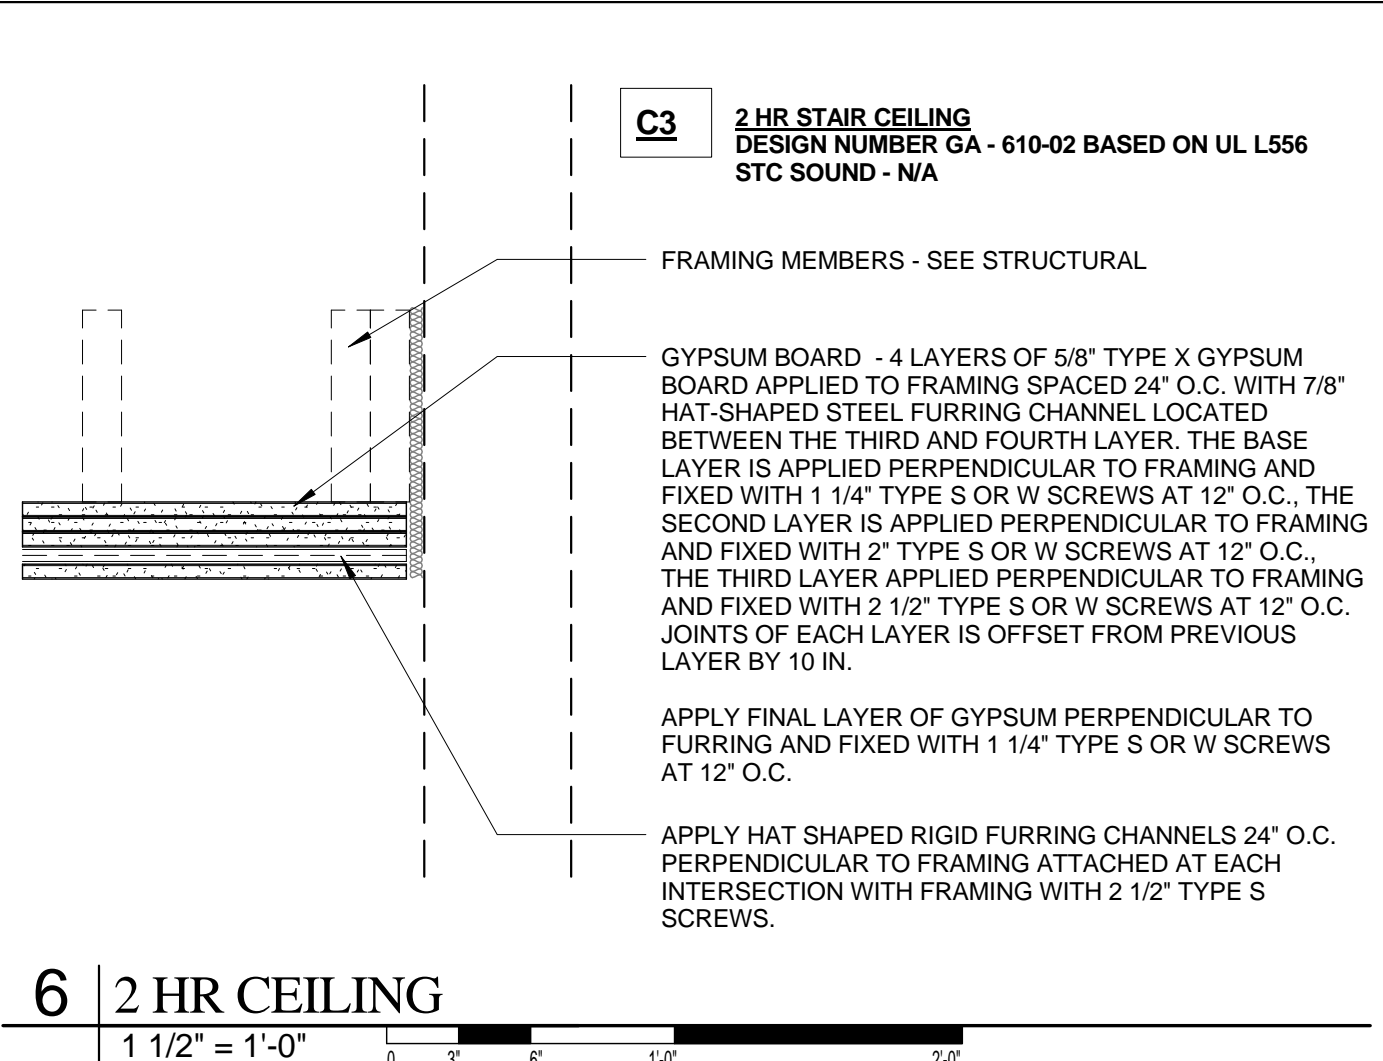 C3
2 HR STAIR CEILING
DESIGN NUMBER GA - 610-02 BASED ON UL L556
STC SOUND - N/A
FRAMING MEMBERS - SEE STRUCTURAL
GYPSUM BOARD  - 4 LAYERS OF 5/8" TYPE X GYPSUM
BOARD APPLIED TO FRAMING SPACED 24" O.C. WITH 7/8"
HAT-SHAPED STEEL FURRING CHANNEL LOCATED
BETWEEN THE THIRD AND FOURTH LAYER. THE BASE
LAYER IS APPLIED PERPENDICULAR TO FRAMING AND
FIXED WITH 1 1/4" TYPE S OR W SCREWS AT 12" O.C., THE
SECOND LAYER IS APPLIED PERPENDICULAR TO FRAMING
AND FIXED WITH 2" TYPE S OR W SCREWS AT 12" O.C.,
THE THIRD LAYER APPLIED PERPENDICULAR TO FRAMING
AND FIXED WITH 2 1/2" TYPE S OR W SCREWS AT 12" O.C.
JOINTS OF EACH LAYER IS OFFSET FROM PREVIOUS
LAYER BY 10 IN.
APPLY FINAL LAYER OF GYPSUM PERPENDICULAR TO
FURRING AND FIXED WITH 1 1/4" TYPE S OR W SCREWS
AT 12" O.C.
APPLY HAT SHAPED RIGID FURRING CHANNELS 24" O.C.
PERPENDICULAR TO FRAMING ATTACHED AT EACH
INTERSECTION WITH FRAMING WITH 2 1/2" TYPE S
SCREWS.
6 2 HR CEILING
1 1/2" = 1'-0"
0 3" 6" 1'-0" 2'-0"